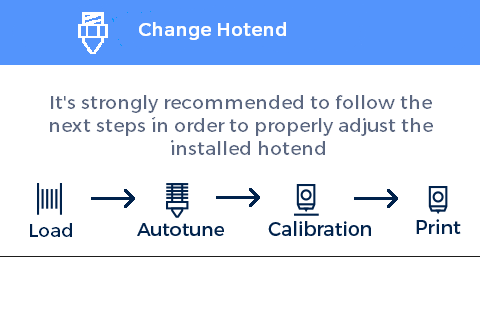 Change Hotend
It's strongly recommended to follow the
next steps in order to properly adjust the
installed hotend
Load
Autotune
Calibration
Print